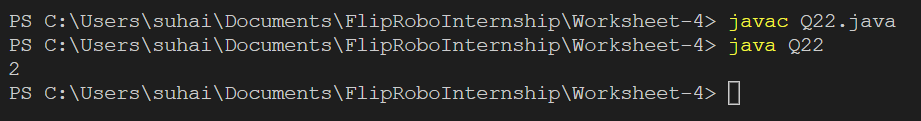 PS C:\Users\suhai\Documents\FlipRoboInternship\Worksheet-4> javac Q22.java
PS C:\Users\suhai\Documents\FlipRoboInternship\Worksheet-4> java Q22
2
PS C:\Users\suhai\Documents\FlipRoboInternship\Worksheet-4>